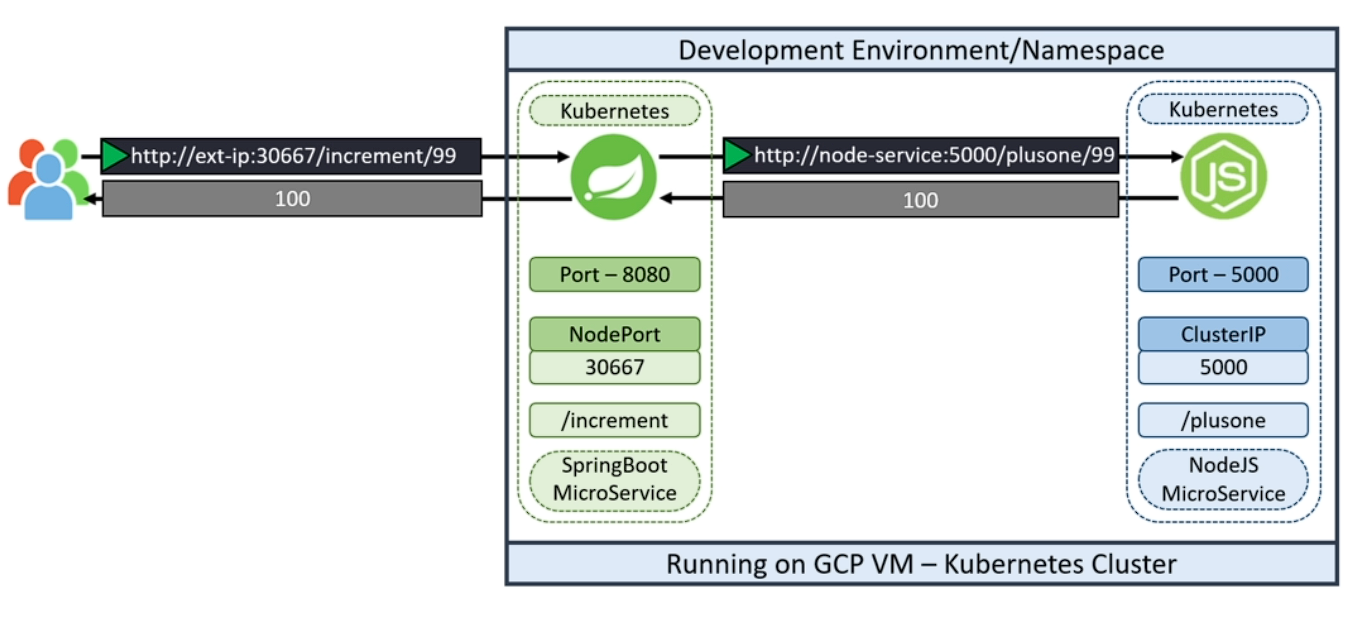 Development Environment/Namespace
Kubernetes
Kubernetes
http://ext-ip:30667/increment/99
http://node-service:5000/plusone/99
100
100
JS
Port – 8080
Port – 5000
NodePort
ClusterIP
30667
5000
/increment
/plusone
SpringBoot
MicroService
NodeJS
MicroService
Running on GCP VM – Kubernetes Cluster